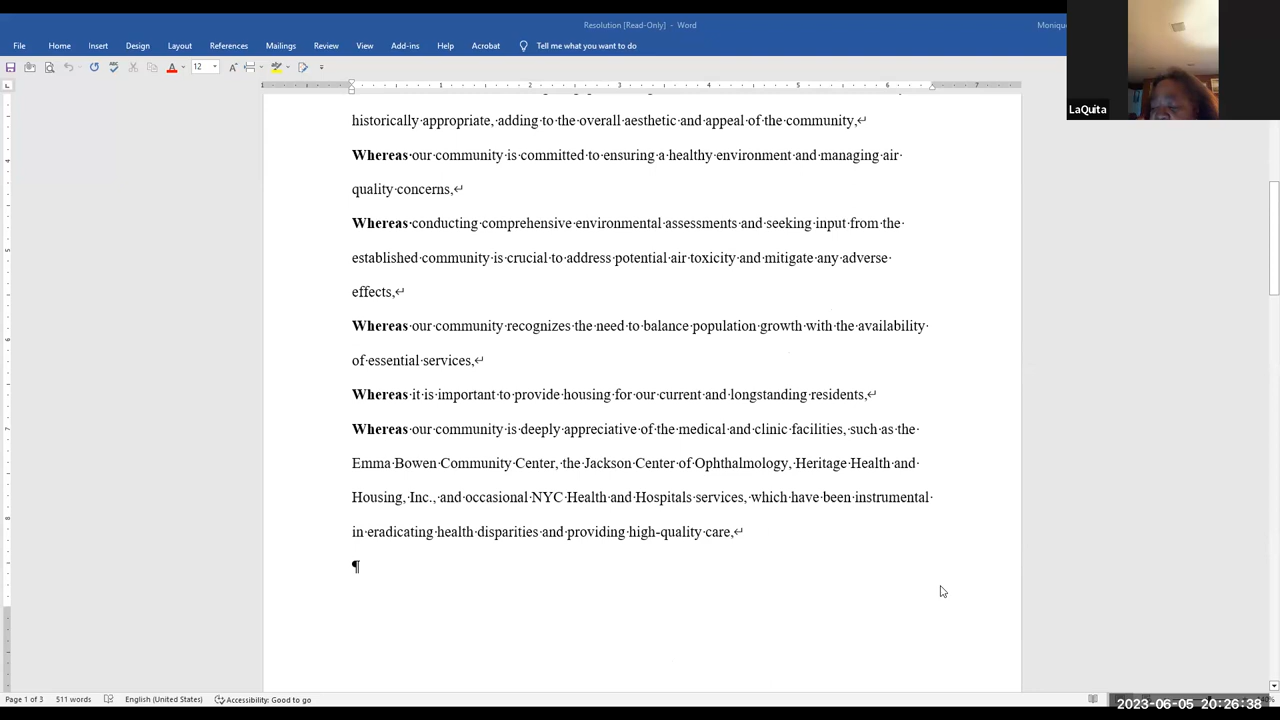 Resolution [Read-Only] - Word
Monique
File Home Insert Design Layout References Mailings Review View Add-ins Help Acrobat Tell me what you want to do
12
LaQuita
historically appropriate, adding to the overall aesthetic and appeal of the community,
Whereas our community is committed to ensuring a healthy environment and managing air
quality concerns,
Whereas conducting comprehensive environmental assessments and seeking input from the
established community is crucial to address potential air toxicity and mitigate any adverse
effects,
Whereas our community recognizes the need to balance population growth with the availability
of essential services,
Whereas it is important to provide housing for our current and longstanding residents,
Whereas our community is deeply appreciative of the medical and clinic facilities, such as the
Emma Bowen Community Center, the Jackson Center of Ophthalmology, Heritage Health and
Housing, Inc., and occasional NYC Health and Hospitals services, which have been instrumental
in eradicating health disparities and providing high-quality care,
Page 1 of 3 511 words English (United States) Accessibility: Good to go
2023-06-05 20:26:38